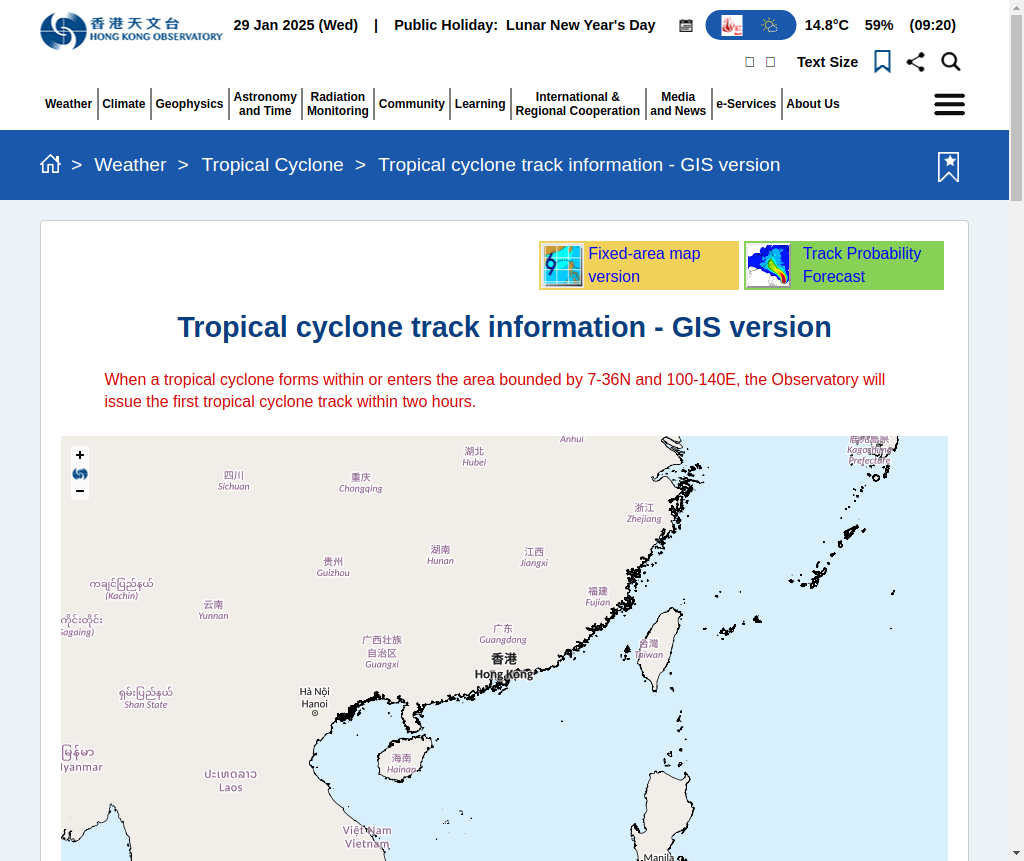 香港天文台
HONG KONG OBSERVATORY
29 Jan 2025 (Wed) | Public Holiday: Lunar New Year's Day
14.8°C 59% (09:20)
Text Size
Weather
Climate
Geophysics
Astronomy
and Time
Radiation
Monitoring
Community
Learning
International &
Regional Cooperation
Media
and News
e-Services
About Us
> Weather > Tropical Cyclone > Tropical cyclone track information - GIS version
Fixed-area map
version
Track Probability
Forecast
Tropical cyclone track information - GIS version
When a tropical cyclone forms within or enters the area bounded by 7-36N and 100-140E, the Observatory will
issue the first tropical cyclone track within two hours.
+
−
Anhui
湖北
Hubei
鹿児島県
Kagoshima
Prefecture
四川
Sichuan
重庆
Chongqing
浙江
Zhejiang
湖南
Hunan
江西
Jiangxi
贵州
Guizhou
ကချင်ပြည်နယ်
(Kachin)
福建
Fujian
云南
Yunnan
ကိုင်းတိုင်း
Sagaing)
广东
Guangdong
广西壮族
自治区
Guangxi
台灣
Taiwan
香港
Hong Kong
ရှမ်းပြည်နယ်
Shan State
Hà Nội
Hanoi
မြန်မာ
Myanmar
海南
Hainan
ປະເທດລາວ
Laos
Việt Nam
Vietnam
Manila